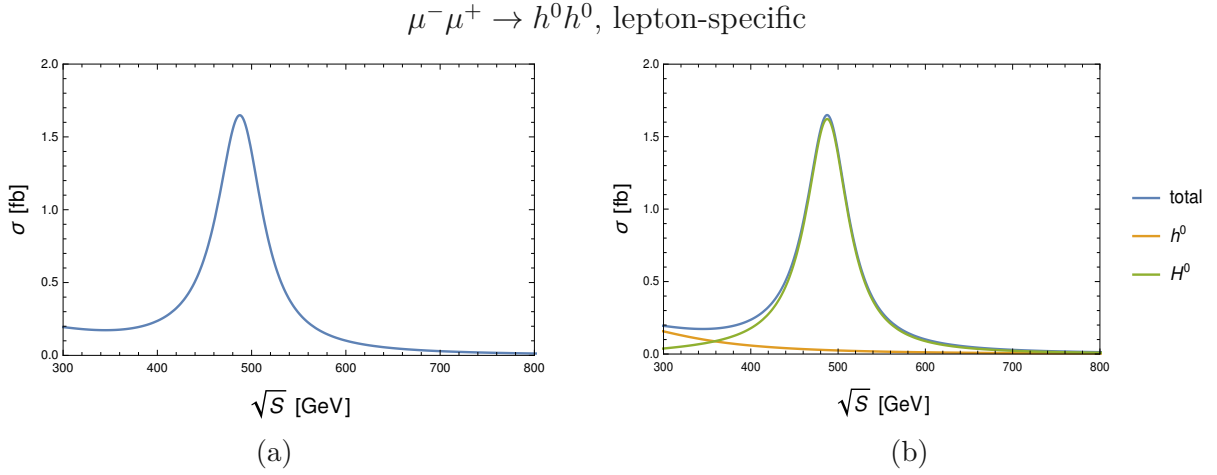 μ⁻μ⁺ → h⁰h⁰, lepton-specific
2.0
1.5
1.0
0.5
0.0
σ [fb]
300 400 500 600 700 800
√S [GeV]
(a)
2.0
1.5
1.0
0.5
0.0
σ [fb]
300 400 500 600 700 800
√S [GeV]
total
h⁰
H⁰
(b)